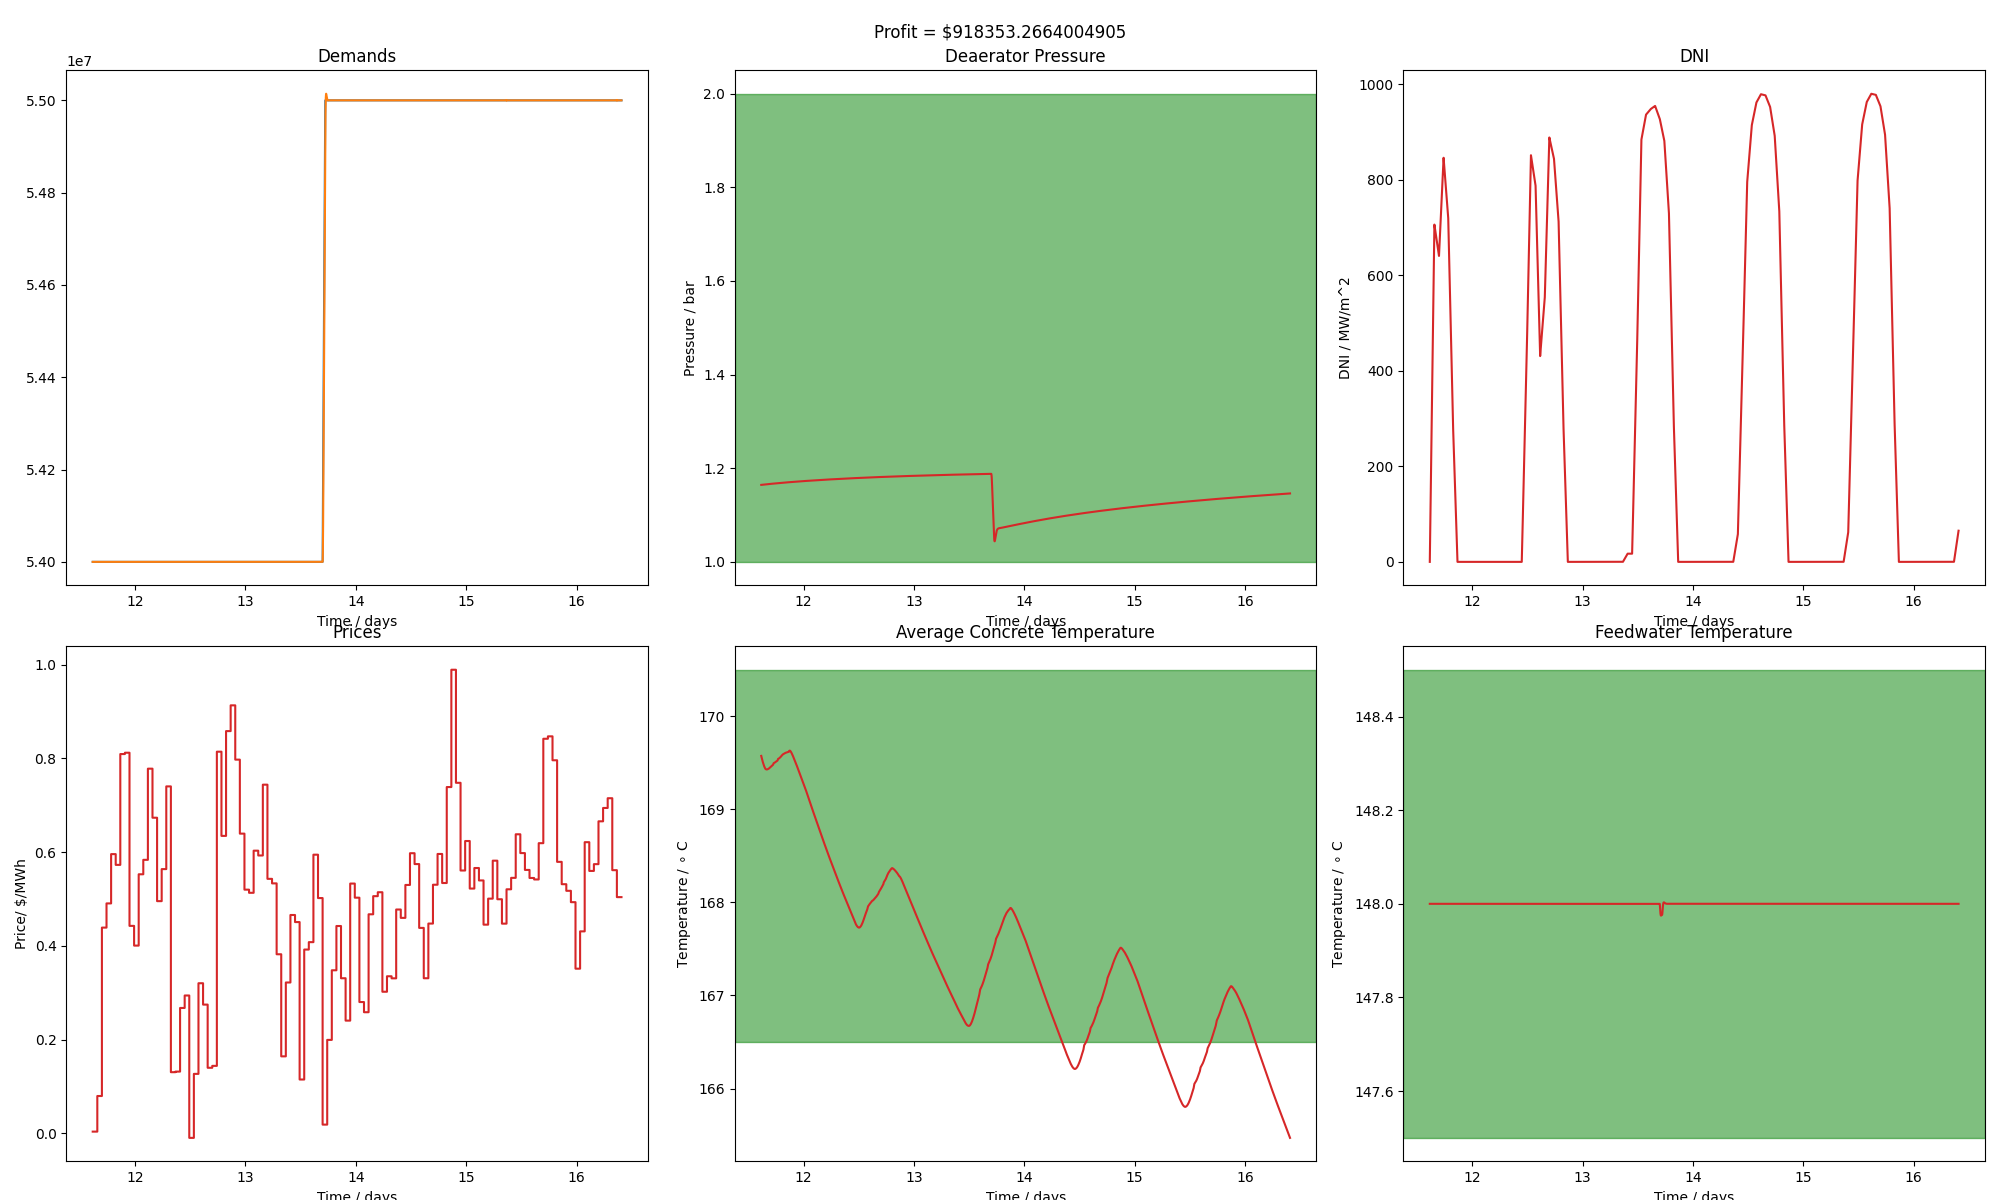 Profit = $918353.2664004905
Demands
1e7
5.50
5.48
5.46
5.44
5.42
5.40
12 13 14 15 16
Time / days
Deaerator Pressure
Pressure / bar
2.0
1.8
1.6
1.4
1.2
1.0
12 13 14 15 16
Time / days
DNI
DNI / MW/m^2
1000
800
600
400
200
0
12 13 14 15 16
Time / days
Prices
Price/ $/MWh
1.0
0.8
0.6
0.4
0.2
0.0
12 13 14 15 16
Time / days
Average Concrete Temperature
Temperature / ∘ C
170
169
168
167
166
12 13 14 15 16
Time / days
Feedwater Temperature
Temperature / ∘ C
148.4
148.2
148.0
147.8
147.6
12 13 14 15 16
Time / days